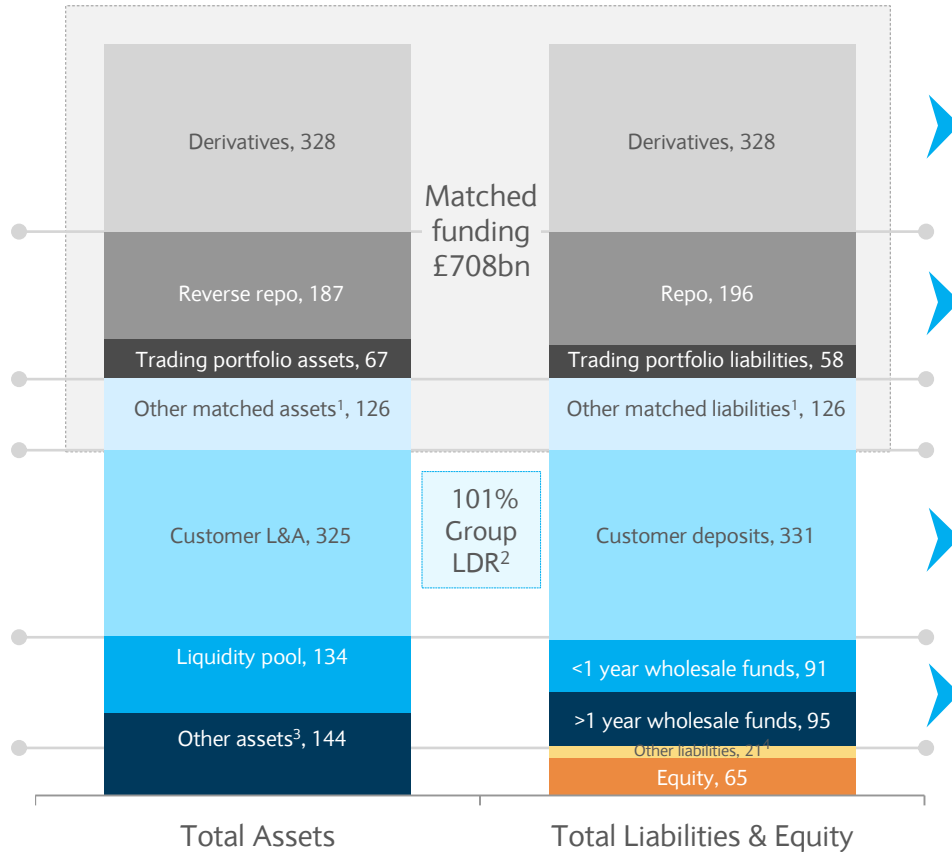 Derivatives, 328
Derivatives, 328
Matched
funding
£708bn
Reverse repo, 187
Repo, 196
Trading portfolio assets, 67
Trading portfolio liabilities, 58
Other matched assets¹, 126
Other matched liabilities¹, 126
Customer L&A, 325
101%
Group
LDR²
Customer deposits, 331
Liquidity pool, 134
<1 year wholesale funds, 91
Other assets³, 144
>1 year wholesale funds, 95
Other liabilities, 21⁴
Equity, 65
Total Assets
Total Liabilities & Equity